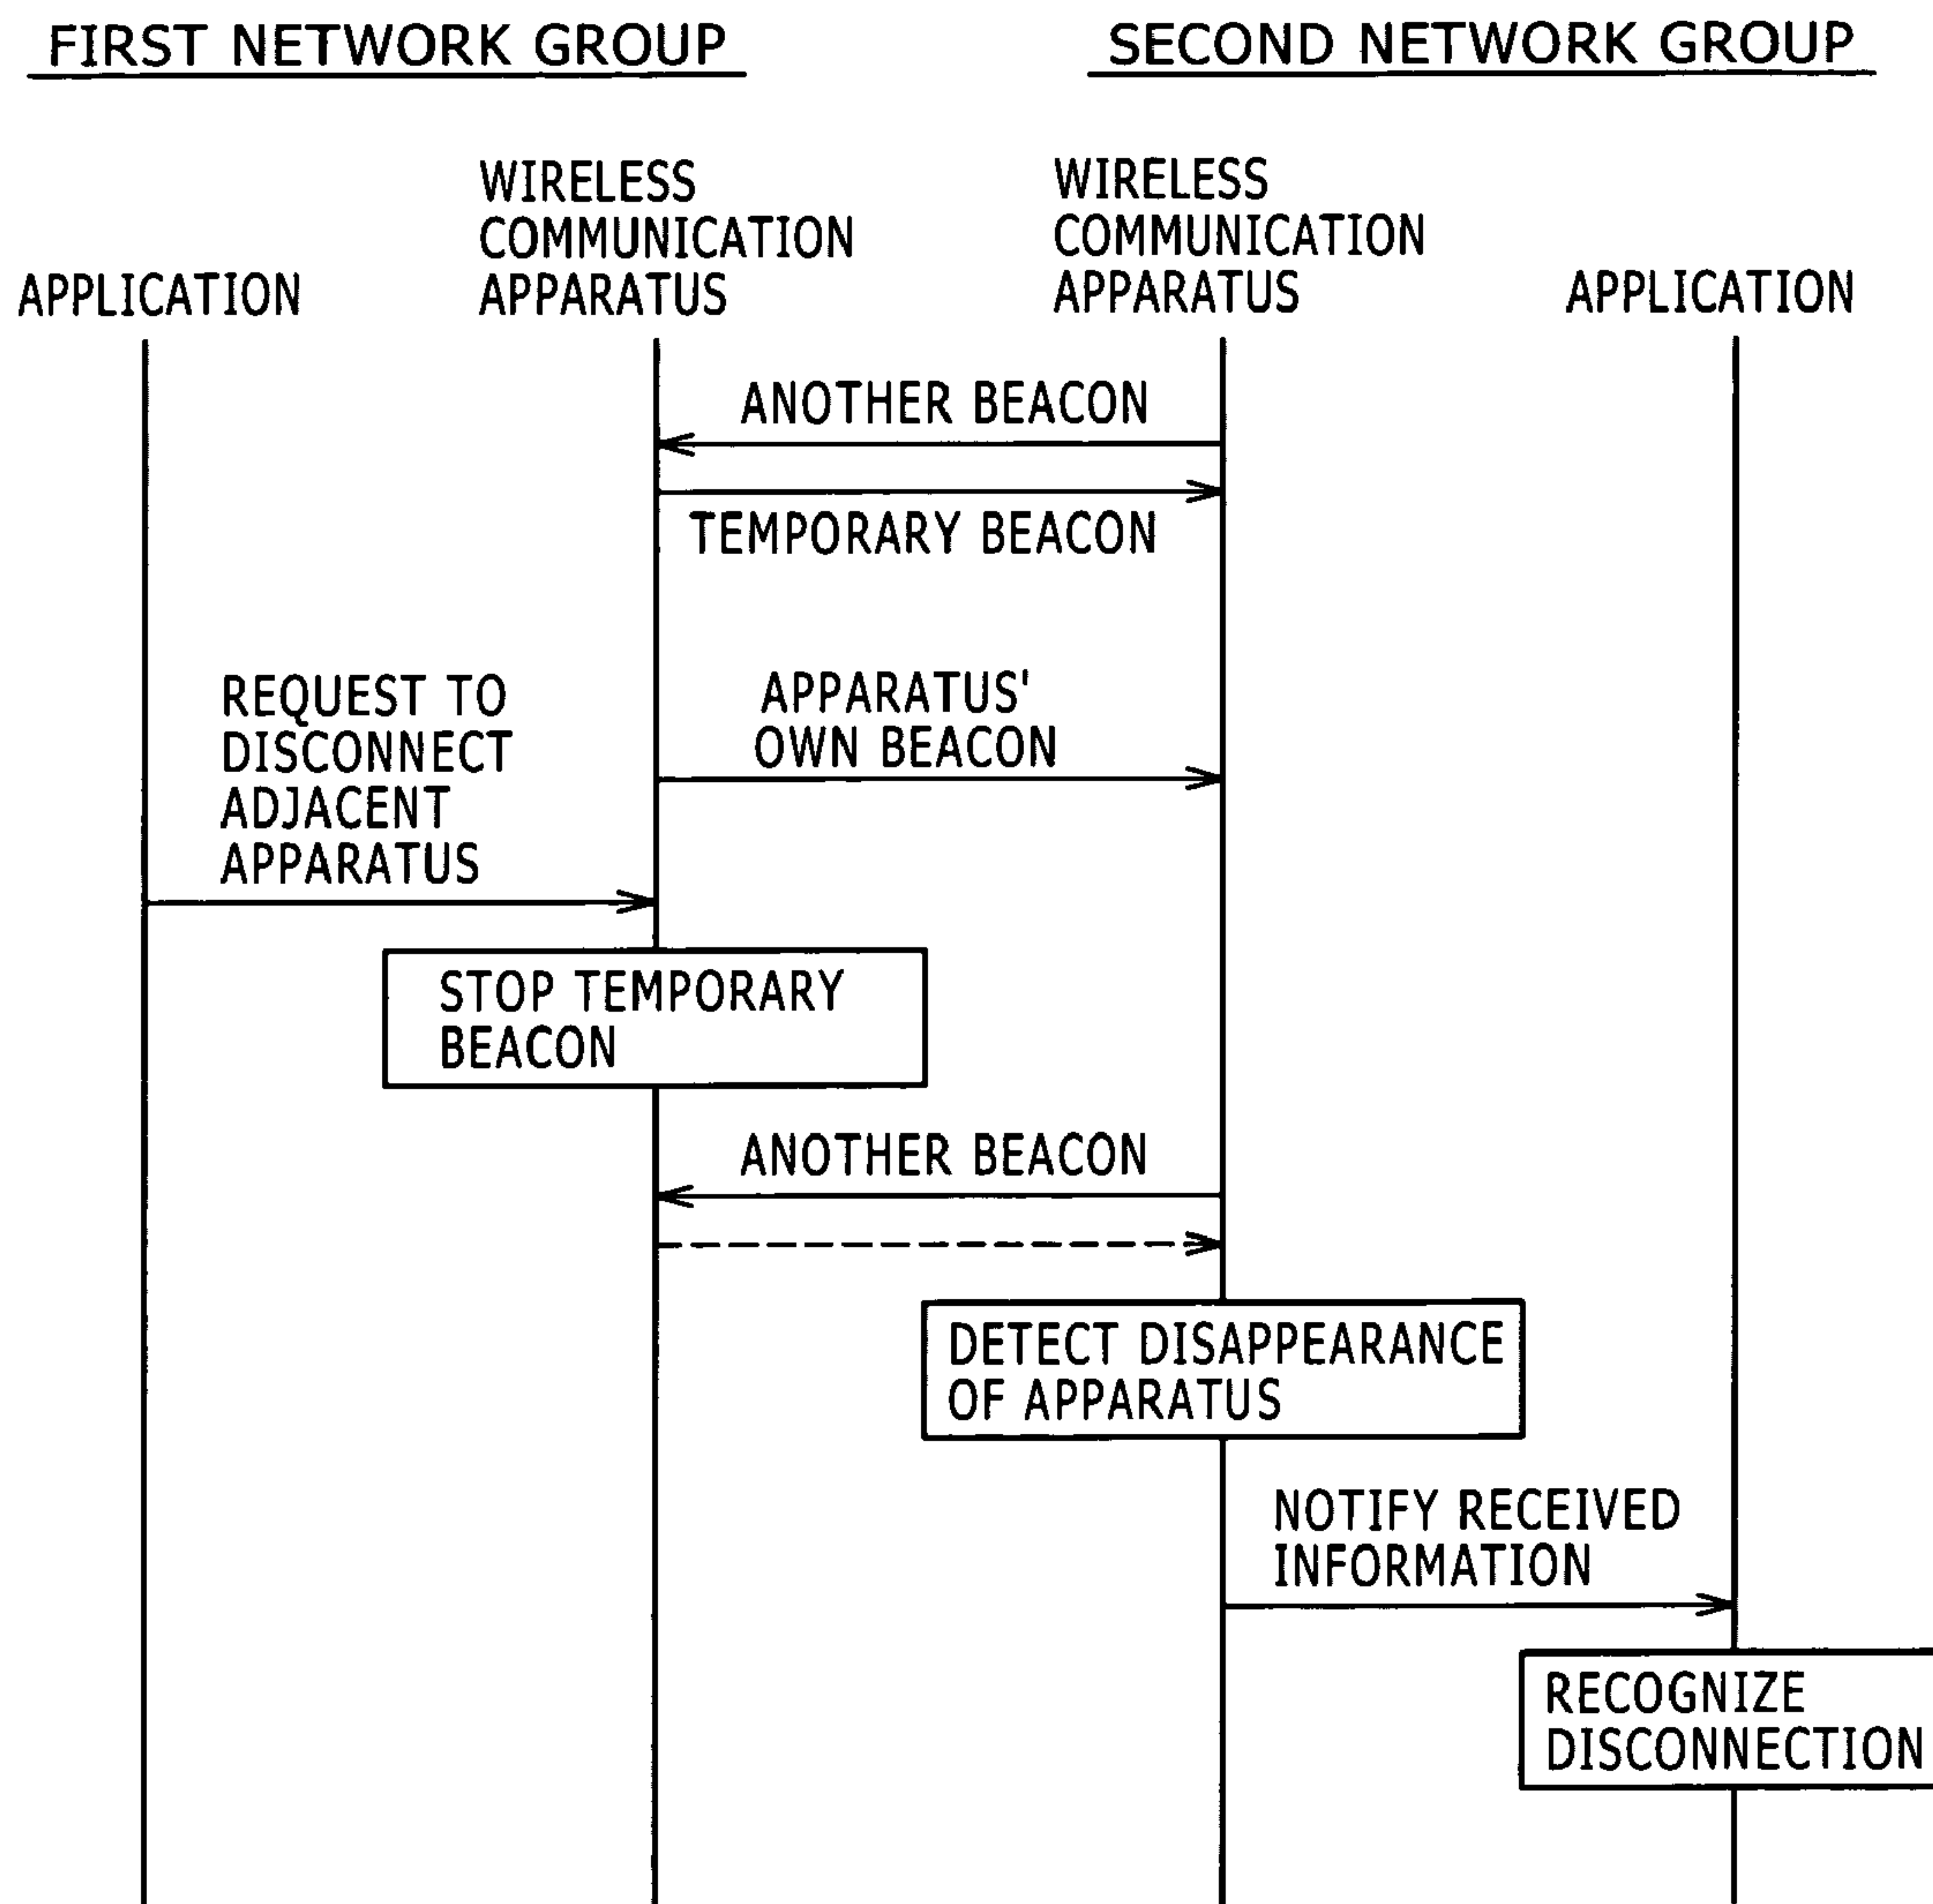 FIRST NETWORK GROUP
SECOND NETWORK GROUP
APPLICATION
WIRELESS
COMMUNICATION
APPARATUS
WIRELESS
COMMUNICATION
APPARATUS
APPLICATION
ANOTHER BEACON
TEMPORARY BEACON
REQUEST TO
DISCONNECT
ADJACENT
APPARATUS
APPARATUS'
OWN BEACON
STOP TEMPORARY
BEACON
ANOTHER BEACON
DETECT DISAPPEARANCE
OF APPARATUS
NOTIFY RECEIVED
INFORMATION
RECOGNIZE
DISCONNECTION